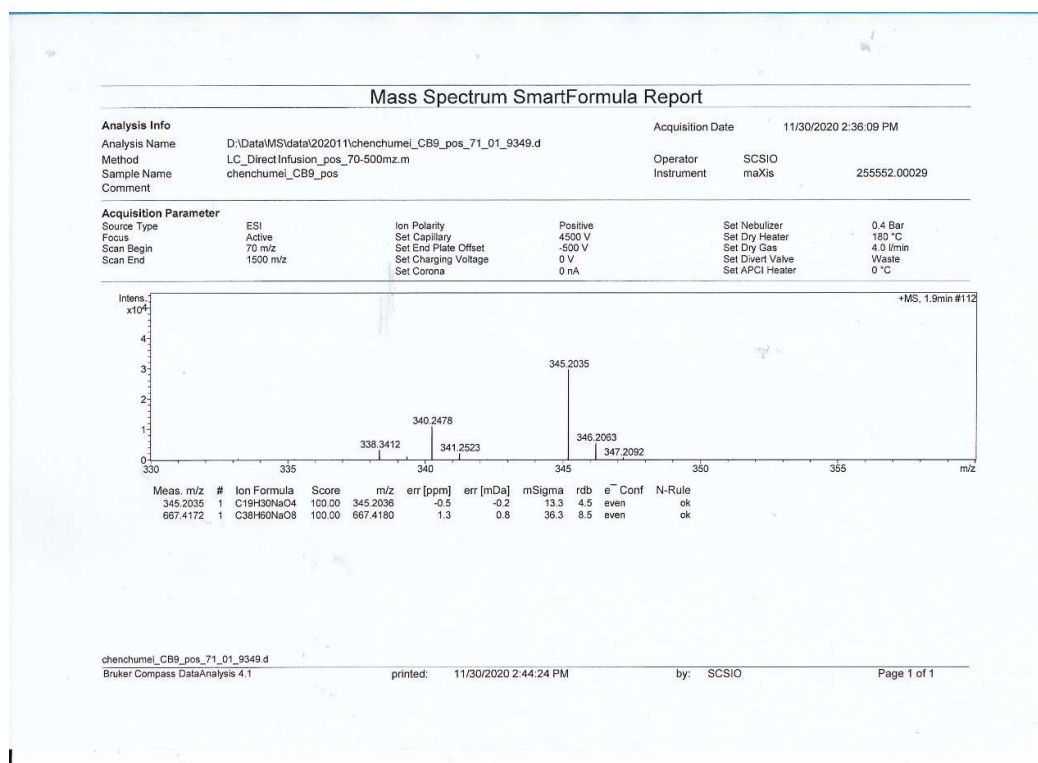 Mass Spectrum SmartFormula Report
Analysis Info Acquisition Date 11/30/2020 2:36:09 PM
Analysis Name D:\Data\MS\data\202011\chenchumei_CB9_pos_71_01_9349.d
Method LC_Direct Infusion_pos_70-500mz.m Operator SCSIO
Sample Name chenchumei_CB9_pos Instrument maXis 255552.00029
Comment
Acquisition Parameter
Source Type ESI Ion Polarity Positive Set Nebulizer 0.4 Bar
Focus Active Set Capillary 4500 V Set Dry Heater 180 °C
Scan Begin 70 m/z Set End Plate Offset -500 V Set Dry Gas 4.0 l/min
Scan End 1500 m/z Set Charging Voltage 0 V Set Divert Valve Waste
Set Corona 0 nA Set APCI Heater 0 °C
Intens. +MS, 1.9min #112
x10⁴
4
345.2035
3
2
340.2478
1 338.3412 341.2523 346.2063 347.2092
0
330 335 340 345 350 355 m/z
Meas. m/z # Ion Formula Score m/z err [ppm] err [mDa] mSigma rdb e⁻ Conf N-Rule
345.2035 1 C19H30NaO4 100.00 345.2036 -0.5 -0.2 13.3 4.5 even ok
667.4172 1 C38H60NaO8 100.00 667.4180 1.3 0.8 36.3 8.5 even ok
chenchumei_CB9_pos_71_01_9349.d
Bruker Compass DataAnalysis 4.1 printed: 11/30/2020 2:44:24 PM by: SCSIO Page 1 of 1